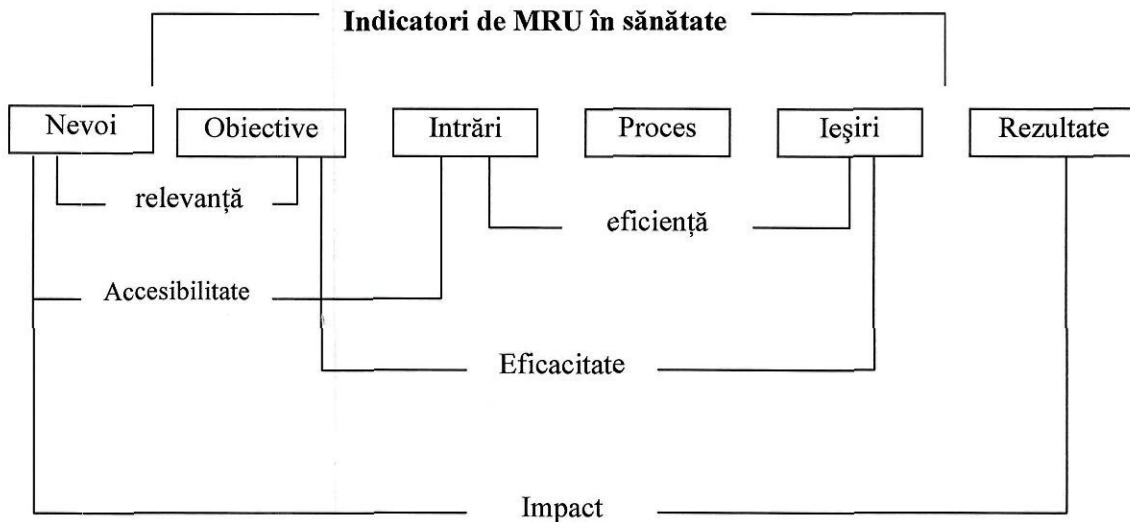 Indicatori de MRU în sănătate
Nevoi
Obiective
Intrări
Proces
Ieşiri
Rezultate
relevanță
eficiență
Accesibilitate
Eficacitate
Impact